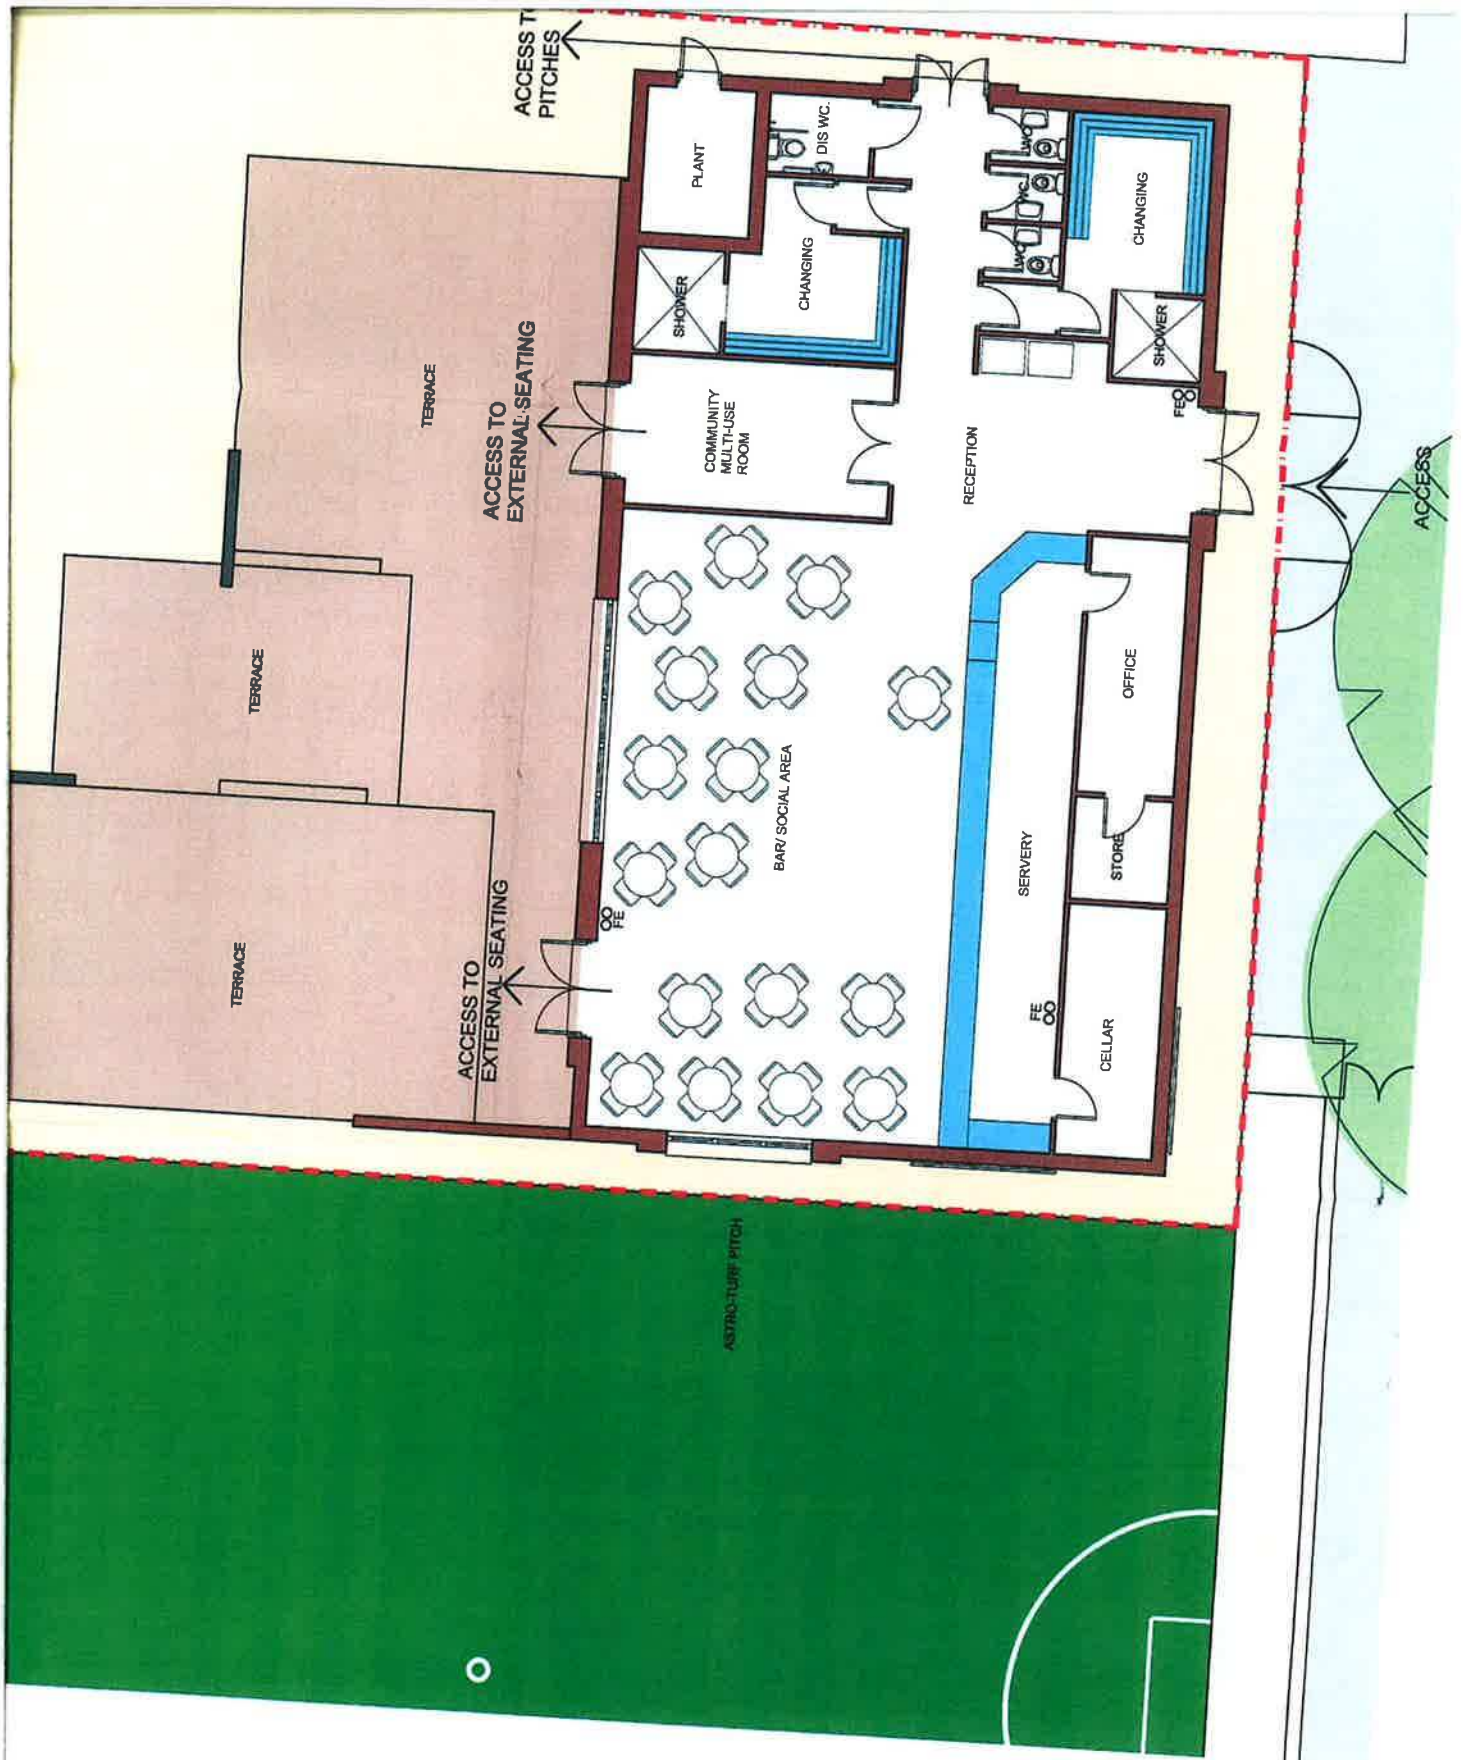 ACCESS TO
PITCHES
PLANT
DIS WC.
WC
WC.
WC
CHANGING
CHANGING
SHOWER
SHOWER
TERRACE
ACCESS TO
EXTERNAL SEATING
COMMUNITY
MULTI-USE
ROOM
RECEPTION
FE
ACCESS
TERRACE
OFFICE
BAR/ SOCIAL AREA
SERVERY
STORE
FE
TERRACE
ACCESS TO
EXTERNAL SEATING
FE
CELLAR
ASTRO-TURF PITCH